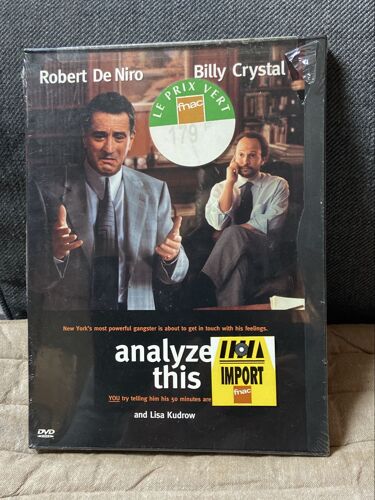 Robert De Niro
Billy Crystal
LE PRIX VERT
fnac
179
New York's most powerful gangster is about to get in touch with his feelings.
analyze
this
IMPORT
fnac
YOU try telling him his 50 minutes are
and Lisa Kudrow
DVD